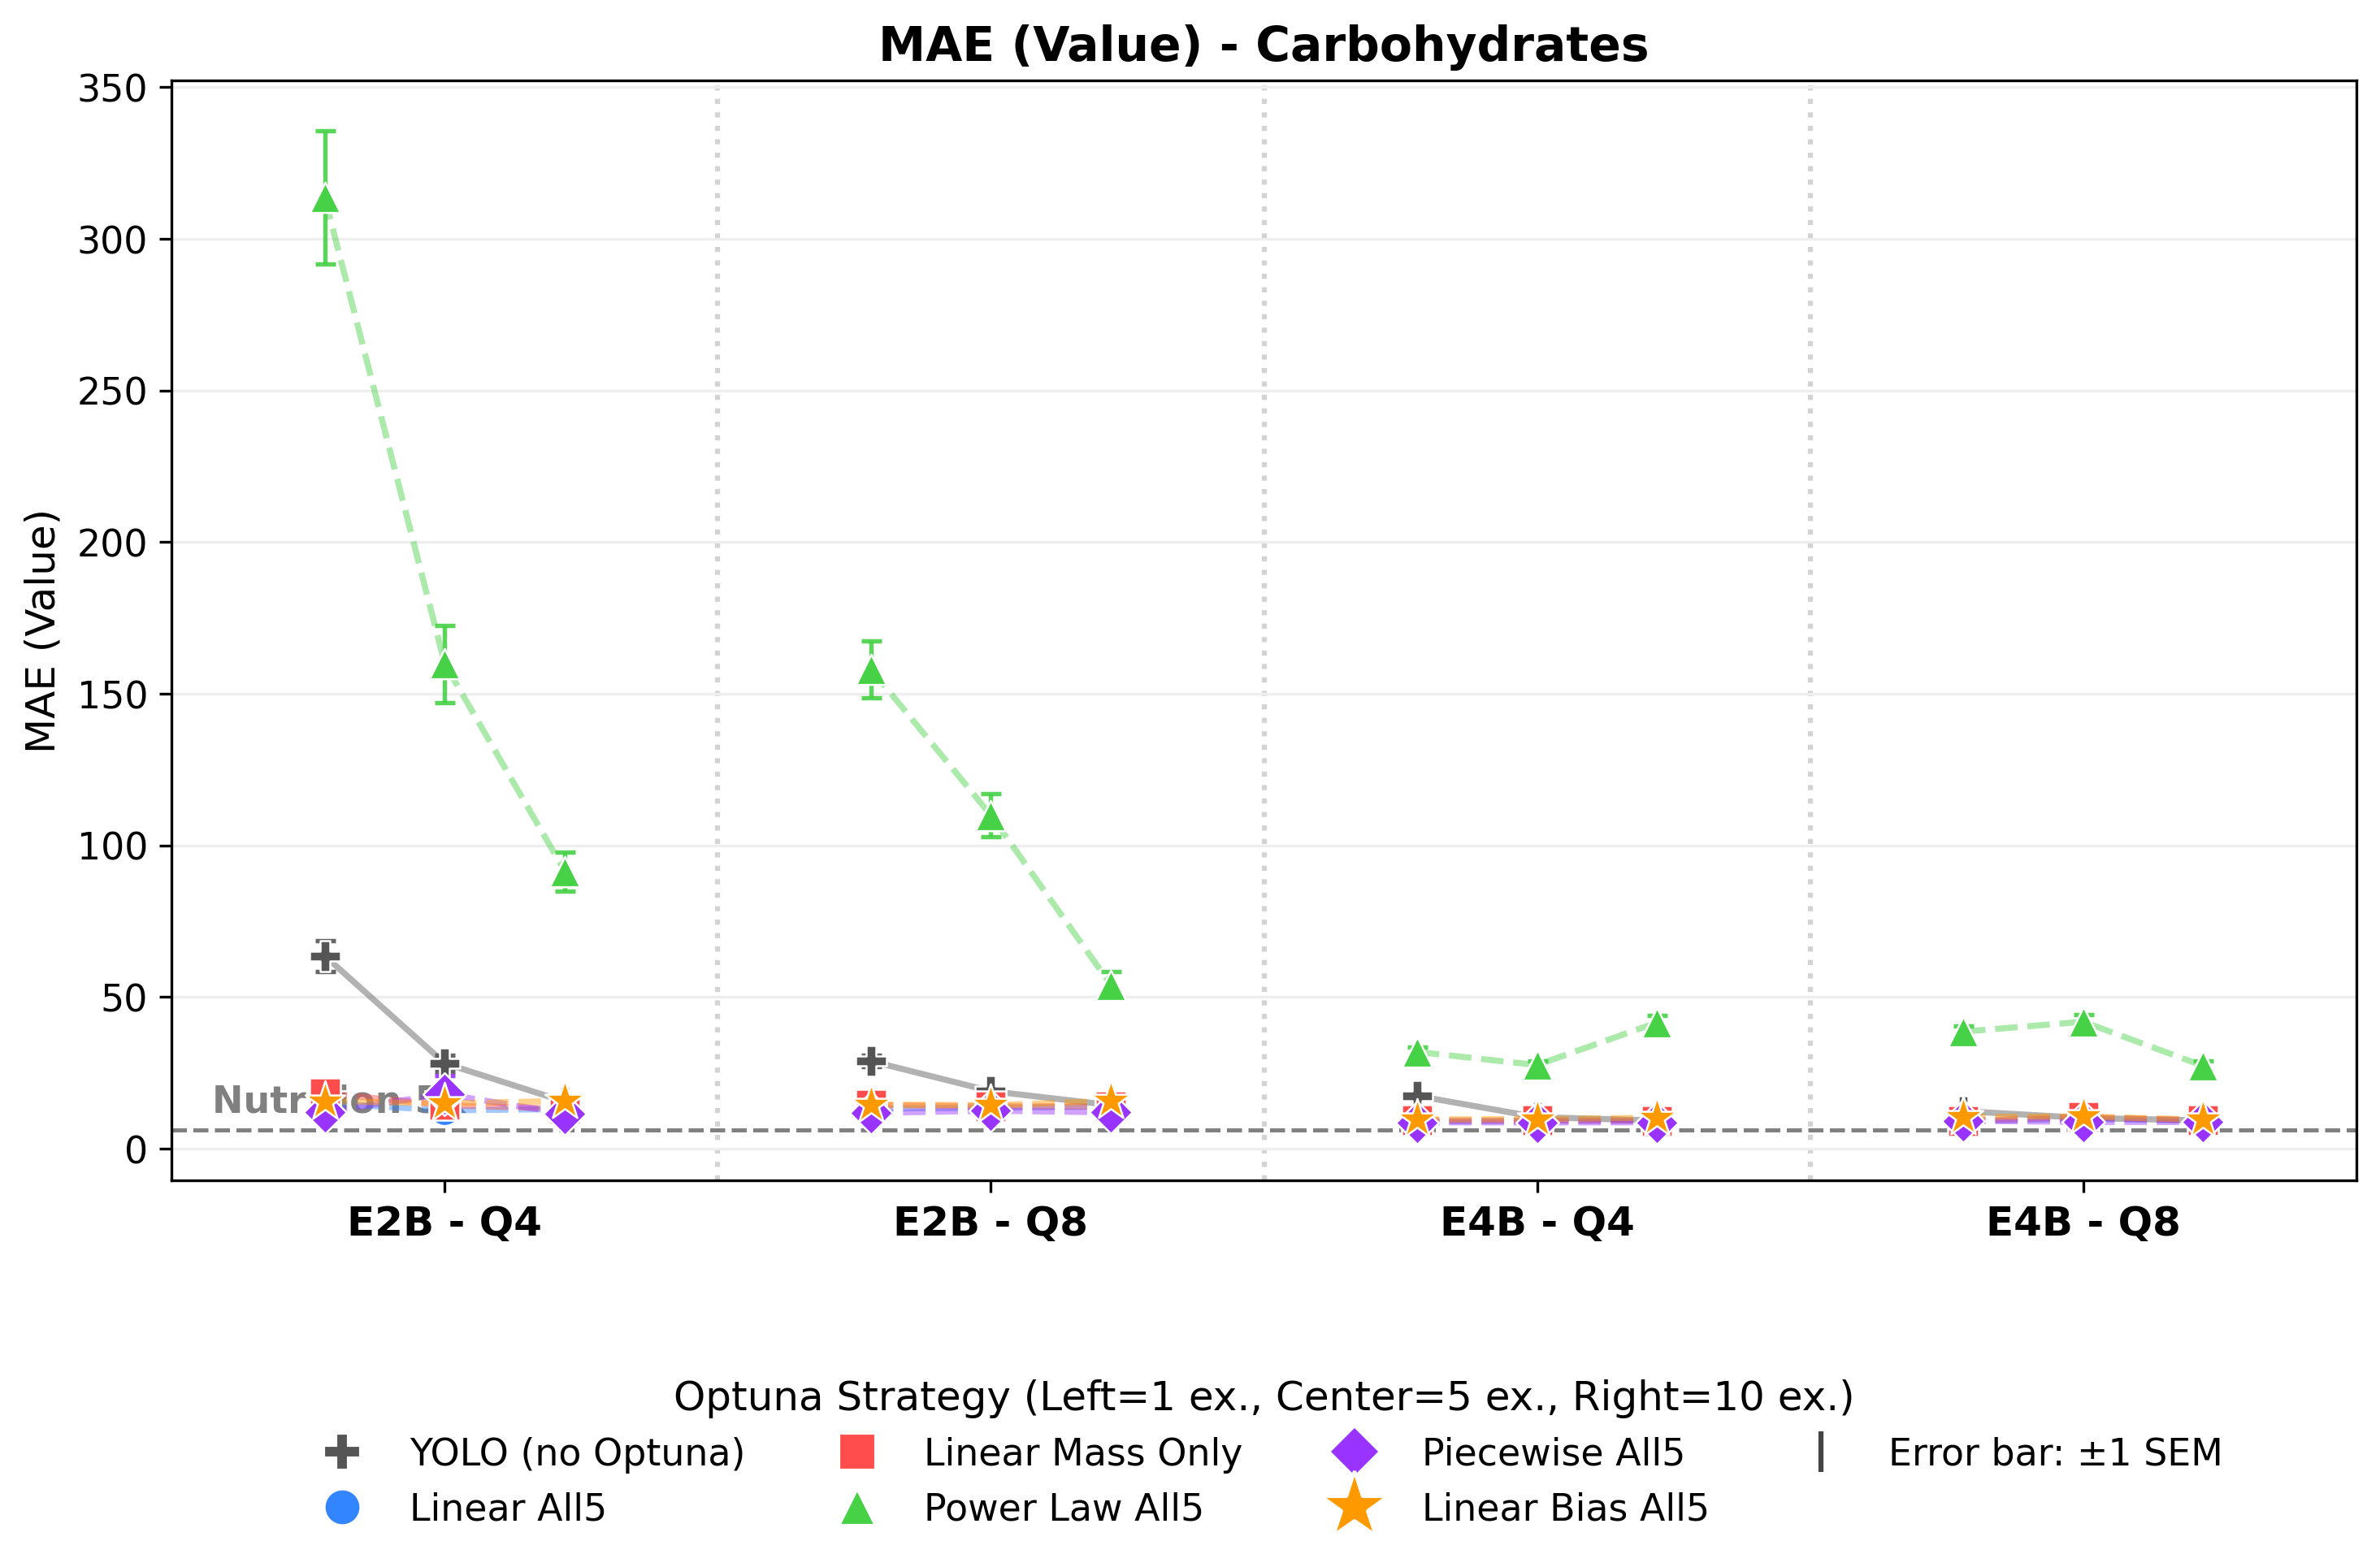 MAE (Value) - Carbohydrates
MAE (Value)
350
300
250
200
150
100
50
0
E2B - Q4
E2B - Q8
E4B - Q4
E4B - Q8
Optuna Strategy (Left=1 ex., Center=5 ex., Right=10 ex.)
YOLO (no Optuna)
Linear Mass Only
Piecewise All5
Error bar: ±1 SEM
Linear All5
Power Law All5
Linear Bias All5